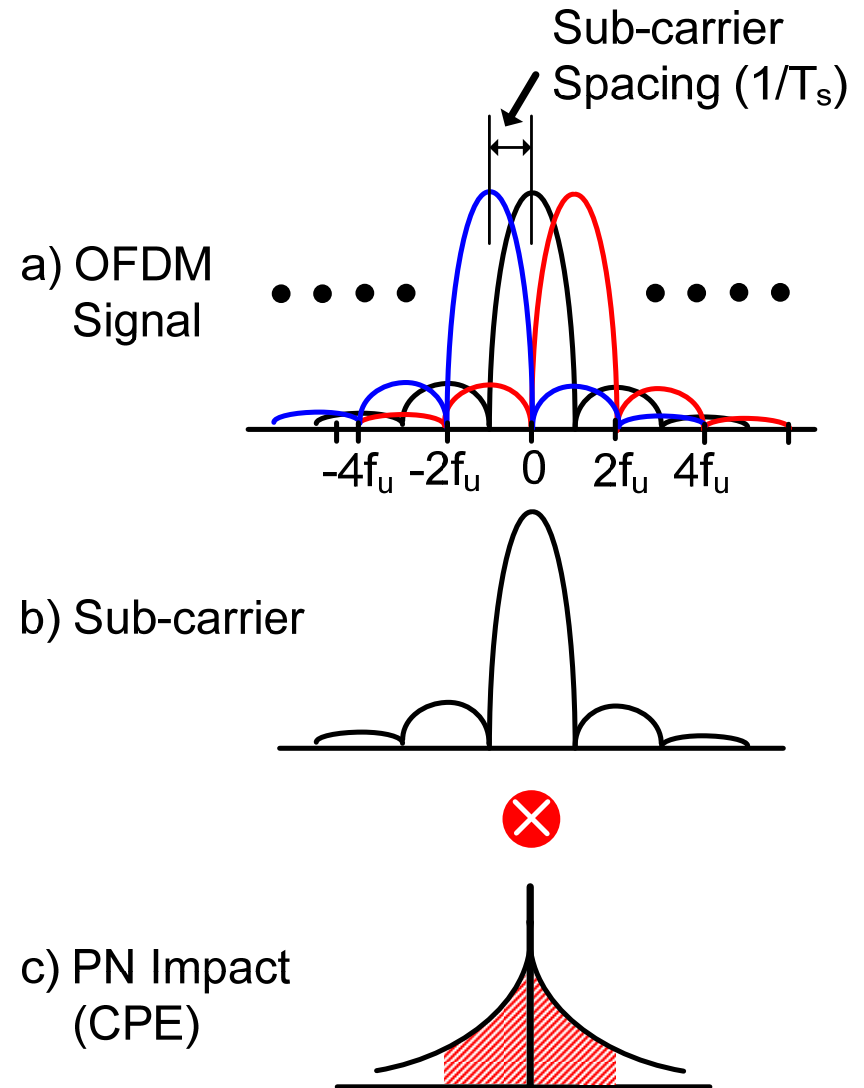 Sub-carrier
Spacing (1/Tₛ)
a) OFDM
Signal
-4fᵤ -2fᵤ 0 2fᵤ 4fᵤ
b) Sub-carrier
c) PN Impact
(CPE)